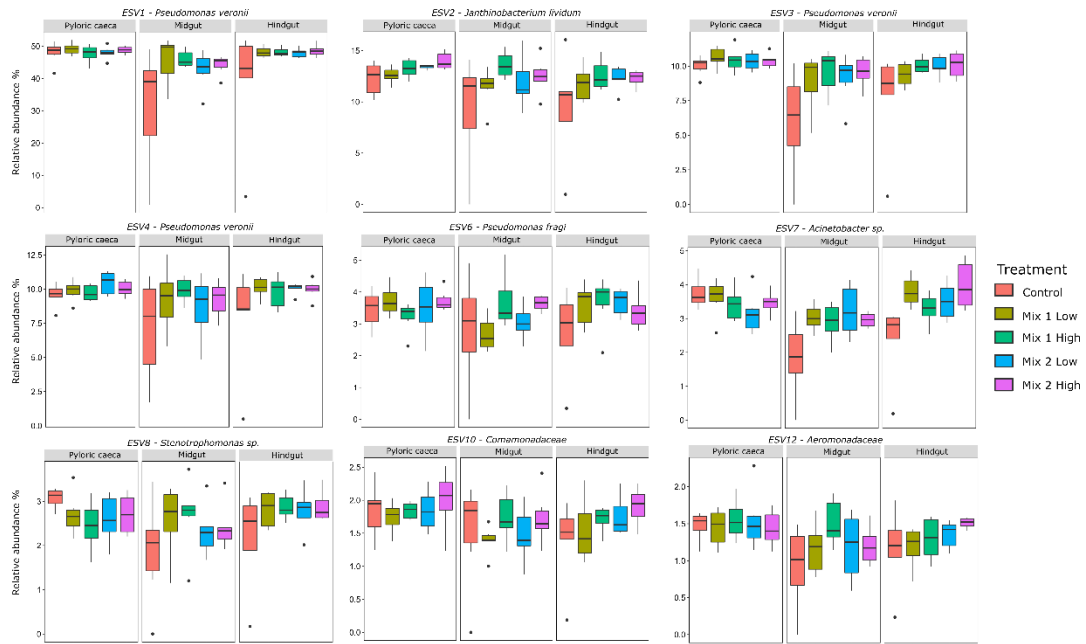 ESV1 - Pseudomonas veronii
ESV2 - Janthinobacterium lividum
ESV3 - Pseudomonas veronii
Pyloric caeca Midgut Hindgut
Pyloric caeca Midgut Hindgut
Pyloric caeca Midgut Hindgut
Relative abundance %
50
40
30
20
10
0
15
10
5
0
10.0
7.5
5.0
2.5
0.0
ESV4 - Pseudomonas veronii
ESV6 - Pseudomonas fragi
ESV7 - Acinetobacter sp.
Pyloric caeca Midgut Hindgut
Pyloric caeca Midgut Hindgut
Pyloric caeca Midgut Hindgut
Relative abundance %
12.5
10.0
7.5
5.0
2.5
0.0
4
2
0
5
4
3
2
1
0
Treatment
Control
Mix 1 Low
Mix 1 High
Mix 2 Low
Mix 2 High
ESV8 - Stenotrophomonas sp.
ESV10 - Comamonadaceae
ESV12 - Aeromonadaceae
Pyloric caeca Midgut Hindgut
Pyloric caeca Midgut Hindgut
Pyloric caeca Midgut Hindgut
Relative abundance %
3
2
1
0
2.5
2.0
1.5
1.0
0.5
0.0
2.0
1.5
1.0
0.5
0.0